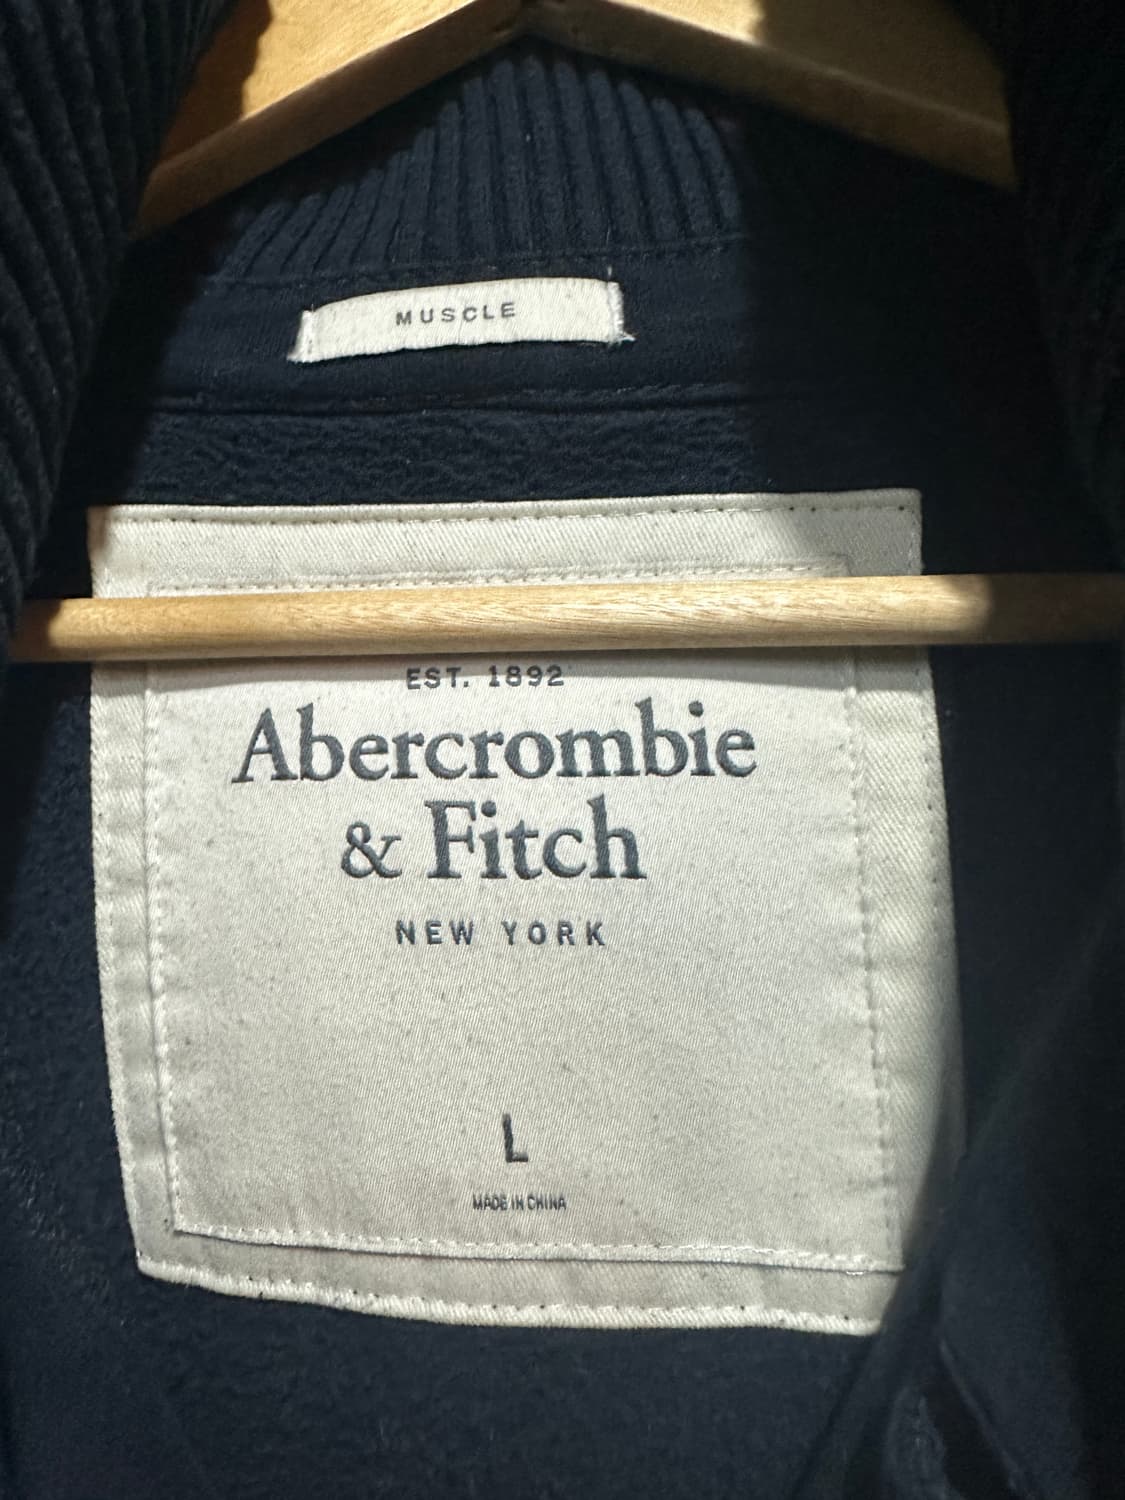 MUSCLE
EST. 1892
Abercrombie
& Fitch
NEW YORK
L
MADE IN CHINA